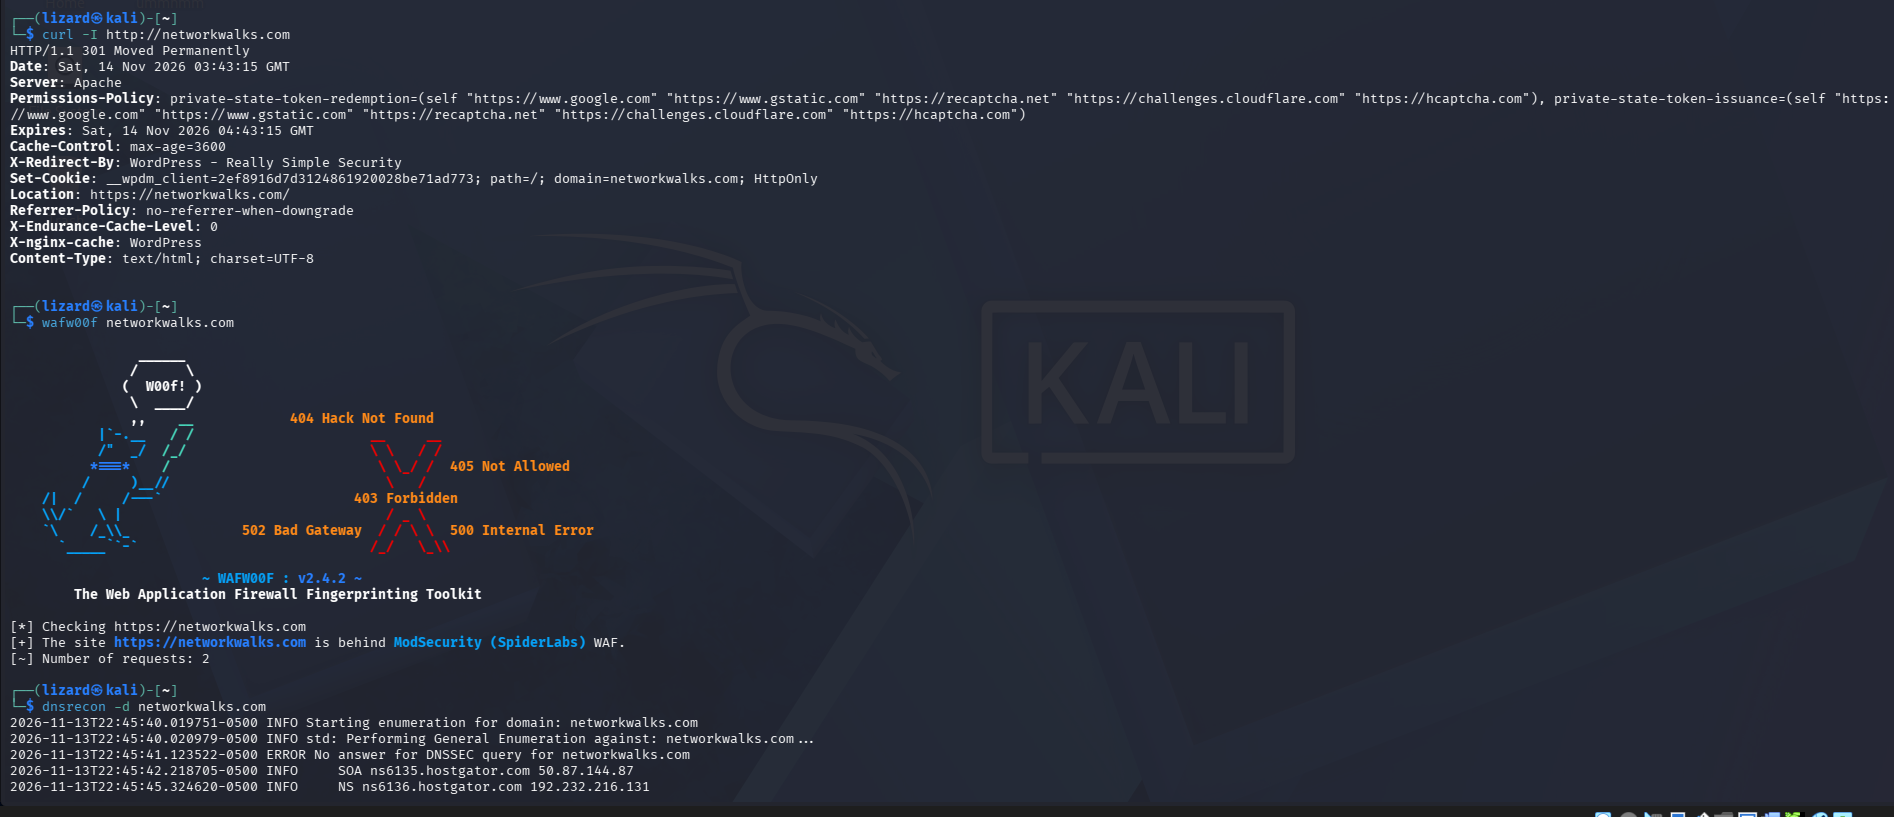 ┌──(lizard㉿kali)-[~]
└─$ curl -I http://networkwalks.com
HTTP/1.1 301 Moved Permanently
Date: Sat, 14 Nov 2026 03:43:15 GMT
Server: Apache
Permissions-Policy: private-state-token-redemption=(self "https://www.google.com" "https://www.gstatic.com" "https://recaptcha.net" "https://challenges.cloudflare.com" "https://hcaptcha.com"), private-state-token-issuance=(self "https:
//www.google.com" "https://www.gstatic.com" "https://recaptcha.net" "https://challenges.cloudflare.com" "https://hcaptcha.com")
Expires: Sat, 14 Nov 2026 04:43:15 GMT
Cache-Control: max-age=3600
X-Redirect-By: WordPress - Really Simple Security
Set-Cookie: __wpdm_client=2ef8916d7d3124861920028be71ad773; path=/; domain=networkwalks.com; HttpOnly
Location: https://networkwalks.com/
Referrer-Policy: no-referrer-when-downgrade
X-Endurance-Cache-Level: 0
X-nginx-cache: WordPress
Content-Type: text/html; charset=UTF-8
┌──(lizard㉿kali)-[~]
└─$ wafw00f networkwalks.com
KALI
( W00f! )
404 Hack Not Found
405 Not Allowed
403 Forbidden
502 Bad Gateway 500 Internal Error
~ WAFW00F : v2.4.2 ~
The Web Application Firewall Fingerprinting Toolkit
[*] Checking https://networkwalks.com
[+] The site https://networkwalks.com is behind ModSecurity (SpiderLabs) WAF.
[~] Number of requests: 2
┌──(lizard㉿kali)-[~]
└─$ dnsrecon -d networkwalks.com
2026-11-13T22:45:40.019751-0500 INFO Starting enumeration for domain: networkwalks.com
2026-11-13T22:45:40.020979-0500 INFO std: Performing General Enumeration against: networkwalks.com...
2026-11-13T22:45:41.123522-0500 ERROR No answer for DNSSEC query for networkwalks.com
2026-11-13T22:45:42.218705-0500 INFO SOA ns6135.hostgator.com 50.87.144.87
2026-11-13T22:45:45.324620-0500 INFO NS ns6136.hostgator.com 192.232.216.131